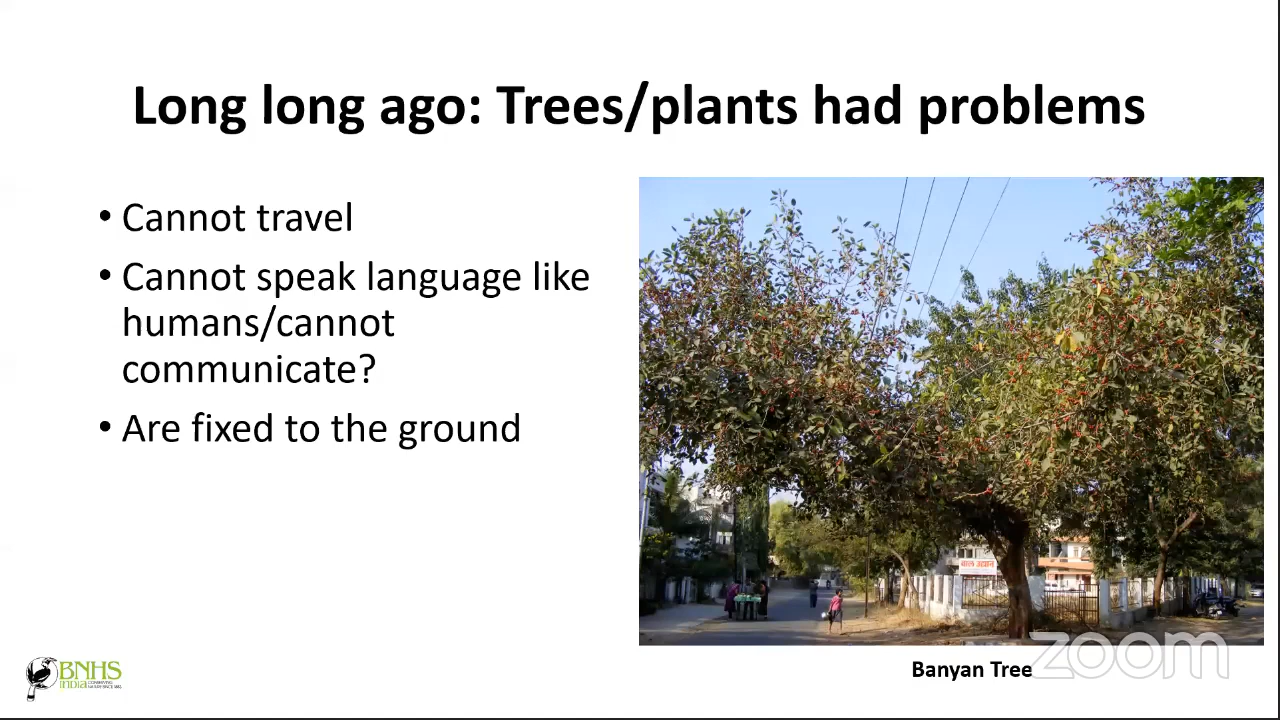 Long long ago: Trees/plants had problems
• Cannot travel
• Cannot speak language like
humans/cannot
communicate?
• Are fixed to the ground
Banyan Tree
zoom
BNHS
INDIA